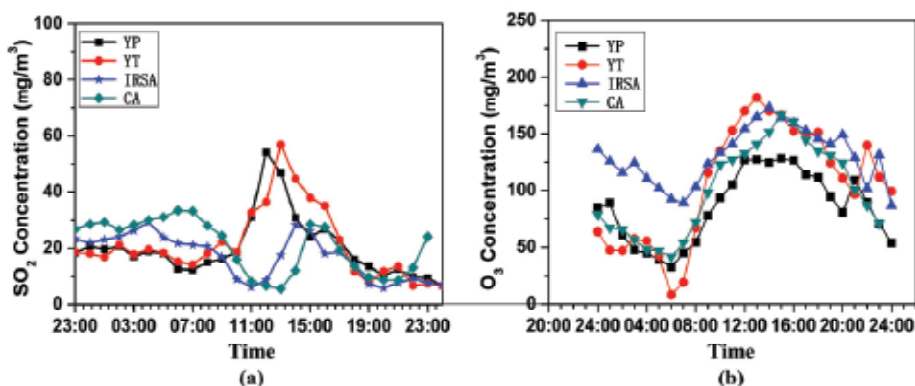 100
80
60
40
20
0
SO2 Concentration (mg/m3)
YP
YT
IRSA
CA
23:00 03:00 07:00 11:00 15:00 19:00 23:00
Time
(a)
250
200
150
100
50
0
O3 Concentration (mg/m3)
YP
YT
IRSA
CA
20:00 24:00 04:00 08:00 12:00 16:00 20:00 24:00
Time
(b)